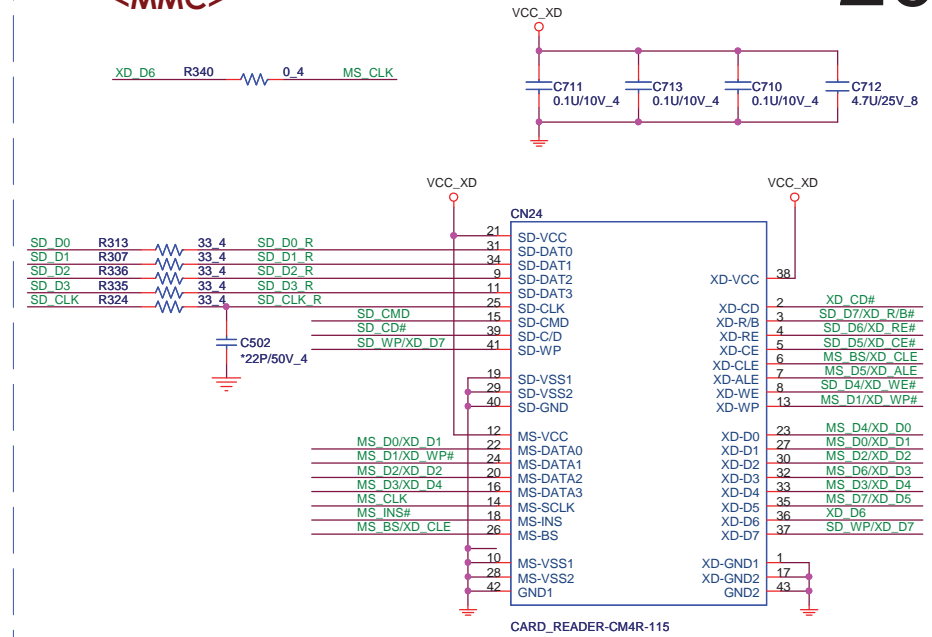 <MMC>
VCC_XD
XD_D6 R340 0_4 MS_CLK
C711 C713 C710 C712
0.1U/10V_4 0.1U/10V_4 0.1U/10V_4 4.7U/25V_8
VCC_XD VCC_XD
CN24
21 SD-VCC
SD_D0 R313 33_4 SD_D0_R 31 SD-DAT0
SD_D1 R307 33_4 SD_D1_R 34 SD-DAT1
SD_D2 R336 33_4 SD_D2_R 9 SD-DAT2 XD-VCC 38
SD_D3 R335 33_4 SD_D3_R 11 SD-DAT3
SD_CLK R324 33_4 SD_CLK_R 25 SD-CLK XD-CD 2 XD_CD#
SD_CMD 15 SD-CMD XD-R/B 3 SD_D7/XD_R/B#
SD_CD# 39 SD-C/D XD-RE 4 SD_D6/XD_RE#
C502 SD_WP/XD_D7 41 SD-WP XD-CE 5 SD_D5/XD_CE#
*22P/50V_4 XD-CLE 6 MS_BS/XD_CLE
19 SD-VSS1 XD-ALE 7 MS_D5/XD_ALE
29 SD-VSS2 XD-WE 8 SD_D4/XD_WE#
40 SD-GND XD-WP 13 MS_D1/XD_WP#
12 MS-VCC XD-D0 23 MS_D4/XD_D0
MS_D0/XD_D1 22 MS-DATA0 XD-D1 27 MS_D0/XD_D1
MS_D1/XD_WP# 24 MS-DATA1 XD-D2 30 MS_D2/XD_D2
MS_D2/XD_D2 20 MS-DATA2 XD-D3 32 MS_D6/XD_D3
MS_D3/XD_D4 16 MS-DATA3 XD-D4 33 MS_D3/XD_D4
MS_CLK 14 MS-SCLK XD-D5 35 MS_D7/XD_D5
MS_INS# 18 MS-INS XD-D6 36 XD_D6
MS_BS/XD_CLE 26 MS-BS XD-D7 37 SD_WP/XD_D7
10 MS-VSS1 XD-GND1 1
28 MS-VSS2 XD-GND2 17
42 GND1 GND2 43
CARD_READER-CM4R-115